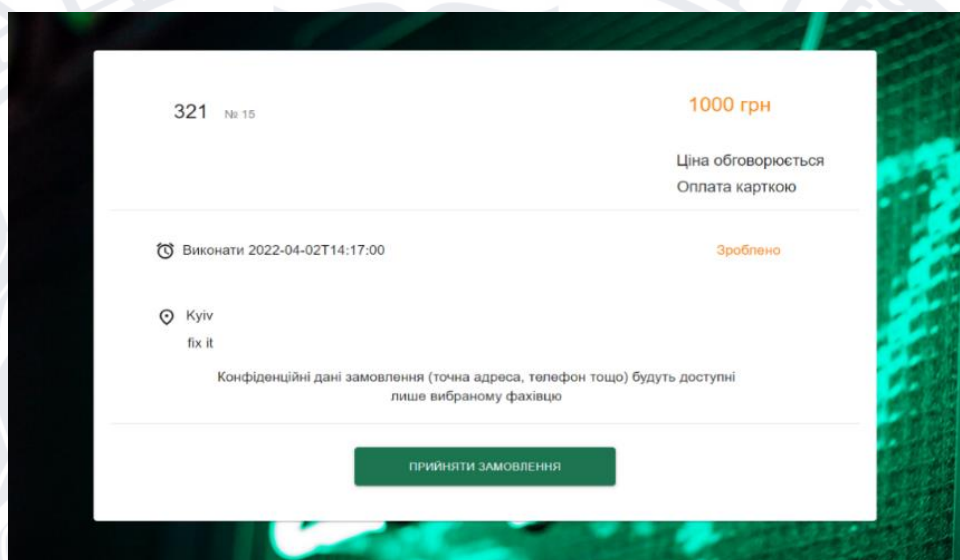 321 № 15
1000 грн
Ціна обговорюється
Оплата карткою
Виконати 2022-04-02T14:17:00
Зроблено
Kyiv
fix it
Конфіденційні дані замовлення (точна адреса, телефон тощо) будуть доступні
лише вибраному фахівцю
ПРИЙНЯТИ ЗАМОВЛЕННЯ